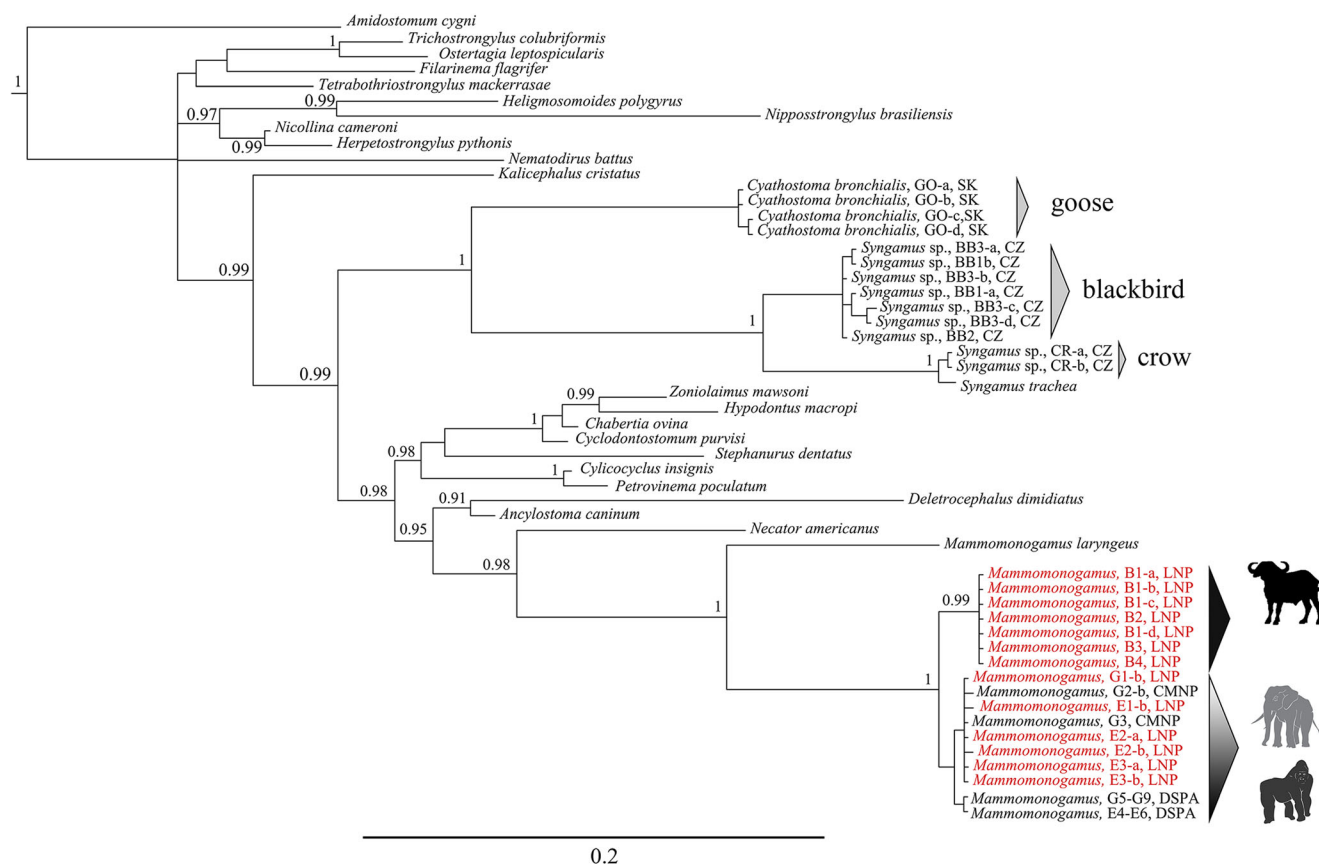 Amidostomum cygni
1
Trichostrongylus colubriformis
Ostertagia leptospicularis
Filarinema flagrifer
1
Tetrabothriostrongylus mackerrasae
0.99
Heligmosomoides polygyrus
0.97
Nipposstrongylus brasiliensis
Nicollina cameroni
0.99
Herpetostrongylus pythonis
Nematodirus battus
Kalicephalus cristatus
Cyathostoma bronchialis, GO-a, SK
Cyathostoma bronchialis, GO-b, SK
goose
Cyathostoma bronchialis, GO-c,SK
Cyathostoma bronchialis, GO-d, SK
Syngamus sp., BB3-a, CZ
Syngamus sp., BB1b, CZ
0.99
1
Syngamus sp., BB3-b, CZ
blackbird
Syngamus sp., BB1-a, CZ
Syngamus sp., BB3-c, CZ
Syngamus sp., BB3-d, CZ
1
Syngamus sp., BB2, CZ
Syngamus sp., CR-a, CZ
1
crow
Syngamus sp., CR-b, CZ
0.99
Syngamus trachea
Zoniolaimus mawsoni
0.99
Hypodontus macropi
Chabertia ovina
1
Cyclodontostomum purvisi
0.98
Stephanurus dentatus
Cylicocyclus insignis
1
Petrovinema poculatum
0.98
0.91
Deletrocephalus dimidiatus
Ancylostoma caninum
0.95
Necator americanus
Mammomonogamus laryngeus
0.98
Mammomonogamus, B1-a, LNP
Mammomonogamus, B1-b, LNP
0.99
Mammomonogamus, B1-c, LNP
1
Mammomonogamus, B2, LNP
Mammomonogamus, B1-d, LNP
Mammomonogamus, B3, LNP
Mammomonogamus, B4, LNP
1
Mammomonogamus, G1-b, LNP
Mammomonogamus, G2-b, CMNP
Mammomonogamus, E1-b, LNP
Mammomonogamus, G3, CMNP
Mammomonogamus, E2-a, LNP
Mammomonogamus, E2-b, LNP
Mammomonogamus, E3-a, LNP
Mammomonogamus, E3-b, LNP
Mammomonogamus, G5-G9, DSPA
Mammomonogamus, E4-E6, DSPA
0.2